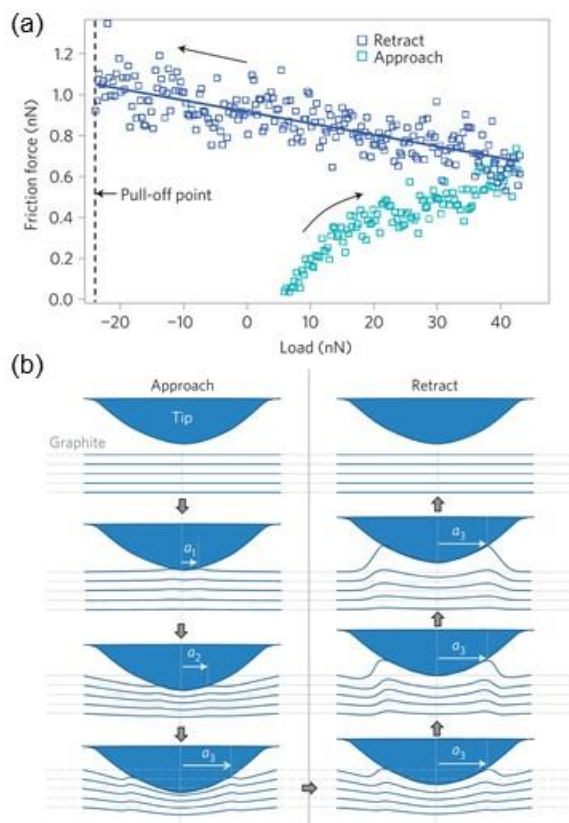 (a)
Retract
Approach
Pull-off point
Friction force (nN)
1.2
1.0
0.8
0.6
0.4
0.2
0.0
−20
−10
0
10
20
30
40
Load (nN)
(b)
Approach
Retract
Tip
Graphite
a1
a3
a2
a3
a3
a3